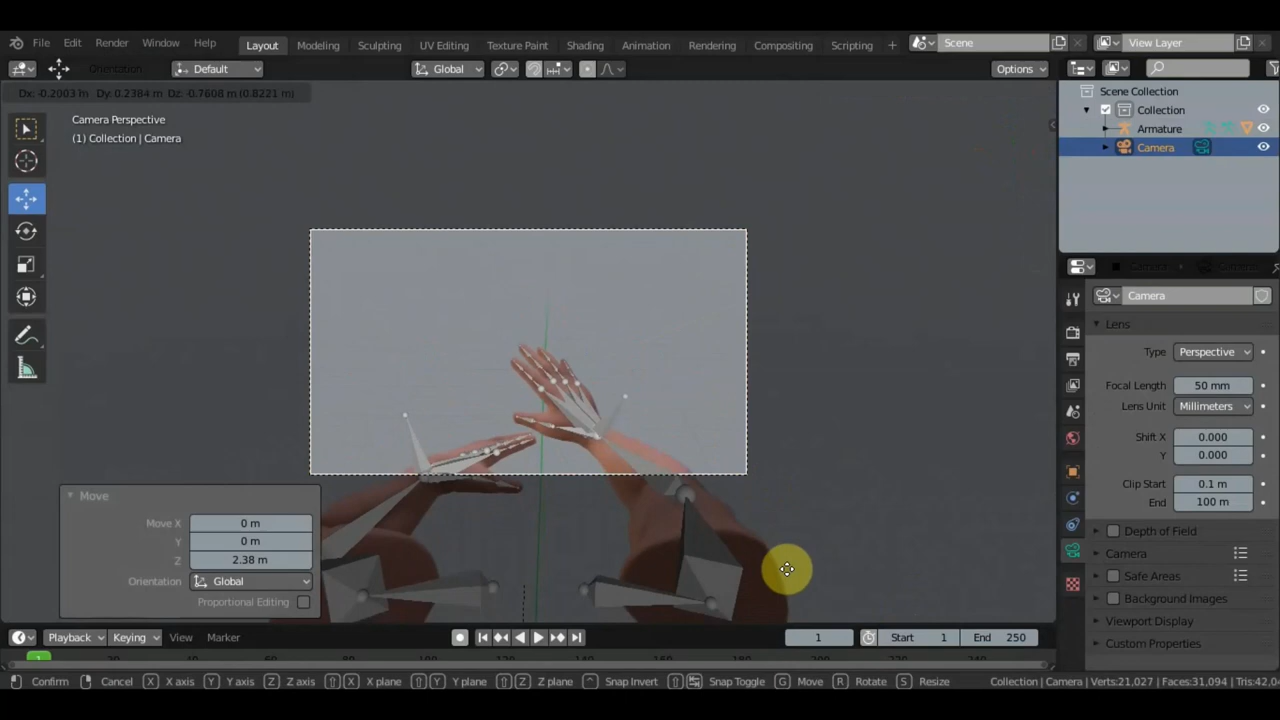 File Edit Render Window Help Layout Modeling Sculpting UV Editing Texture Paint Shading Animation Rendering Compositing Scripting + Scene View Layer
Orientation Default Global Options
Dx: -0.2003 m Dy: 0.2384 m Dz: -0.7608 m (0.8221 m)
Scene Collection
Camera Perspective
Collection
(1) Collection | Camera
Armature
Camera
Camera
Lens
Type Perspective
Focal Length 50 mm
Lens Unit Millimeters
Shift X 0.000
Y 0.000
Clip Start 0.1 m
End 100 m
Move
Move X 0 m
Y 0 m
Z 2.38 m
Orientation Global
Proportional Editing
Depth of Field
Camera
Safe Areas
Background Images
Viewport Display
Custom Properties
Playback Keying View Marker 1 Start 1 End 250
1
Confirm Cancel X X axis Y Y axis Z Z axis X X plane Y Y plane Z Z plane ^ Snap Invert Snap Toggle G Move R Rotate S Resize Collection | Camera | Verts:21,027 | Faces:31,094 | Tris:42,0